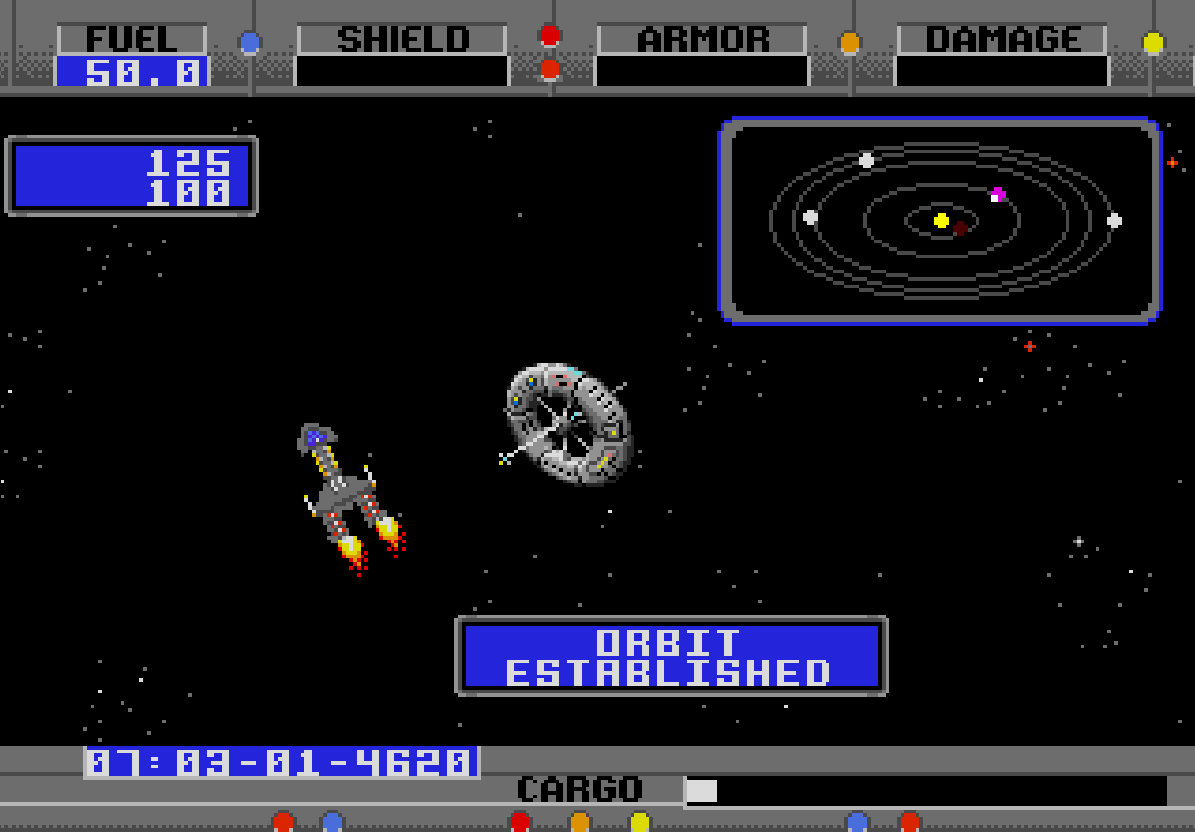 FUEL SHIELD ARMOR DAMAGE
50.0
125
100
ORBIT
ESTABLISHED
07:03-01-4620
CARGO